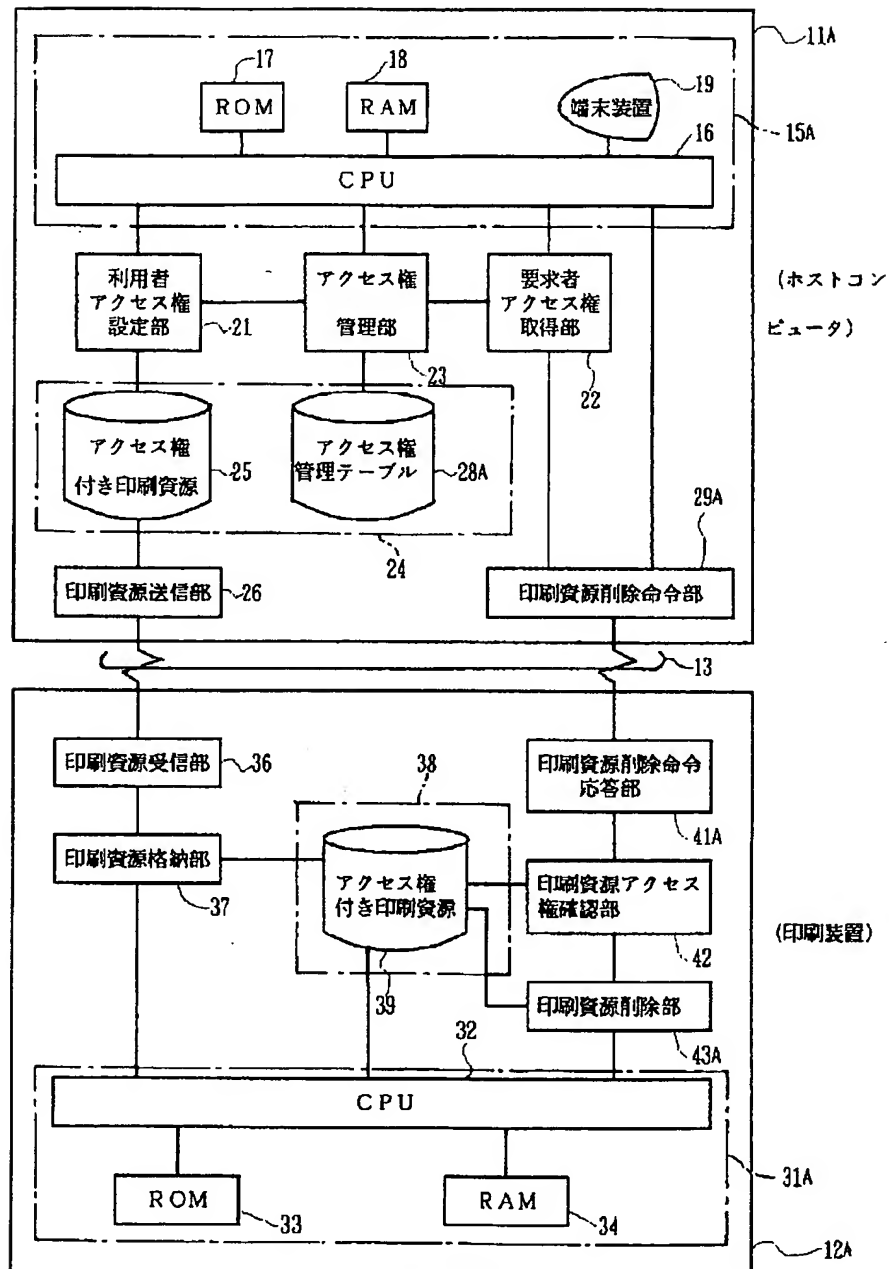 11A
17
18
19
ROM
RAM
端末装置
15A
16
CPU
利用者
アクセス権
設定部
21
アクセス権
管理部
23
要求者
アクセス権
取得部
22
(ホストコン
ピュータ)
アクセス権
付き印刷資源
25
アクセス権
管理テーブル
28A
24
29A
印刷資源送信部
26
印刷資源削除命令部
13
印刷資源受信部
36
38
印刷資源削除命令
応答部
41A
印刷資源格納部
37
アクセス権
付き印刷資源
39
印刷資源アクセス
権確認部
42
(印刷装置)
印刷資源削除部
43A
32
CPU
31A
ROM
33
RAM
34
12A